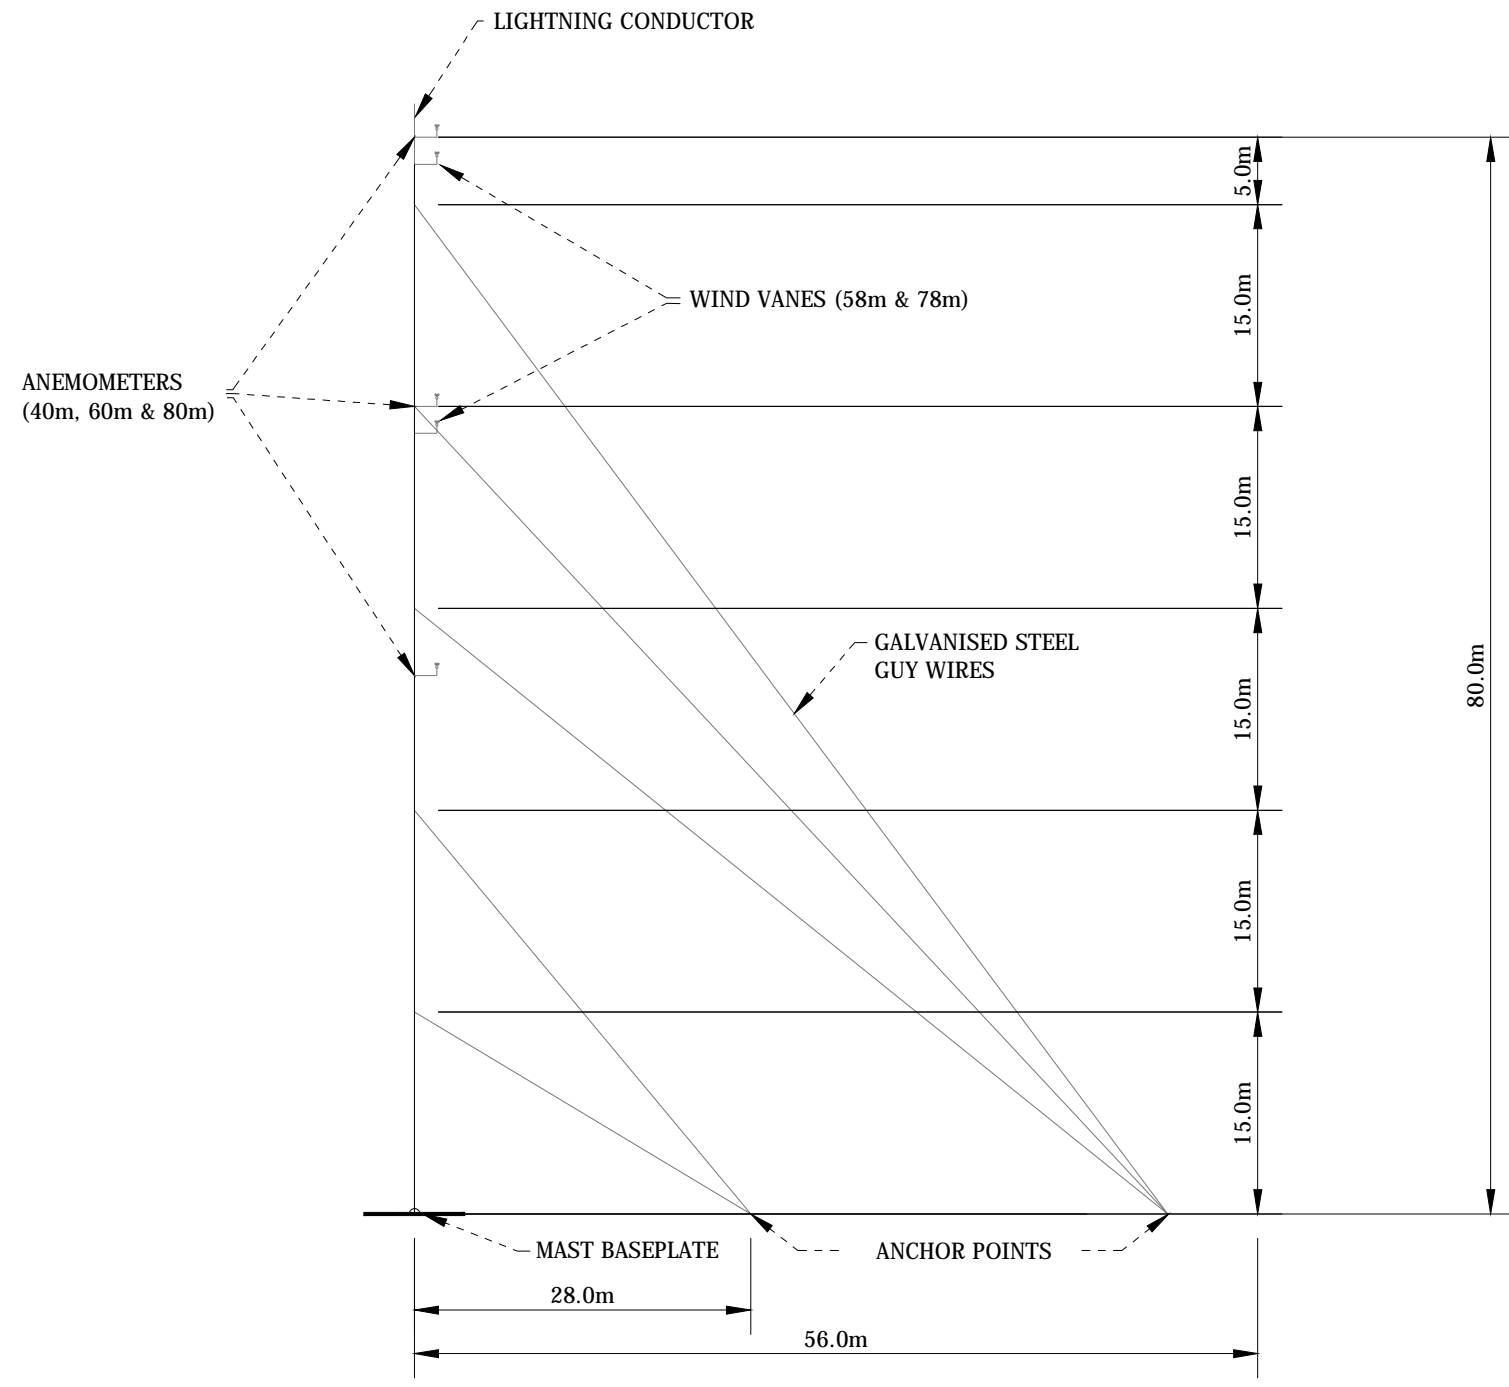 LIGHTNING CONDUCTOR
5.0m
15.0m
WIND VANES (58m & 78m)
ANEMOMETERS
(40m, 60m & 80m)
15.0m
GALVANISED STEEL
GUY WIRES
80.0m
15.0m
15.0m
15.0m
MAST BASEPLATE
ANCHOR POINTS
28.0m
56.0m